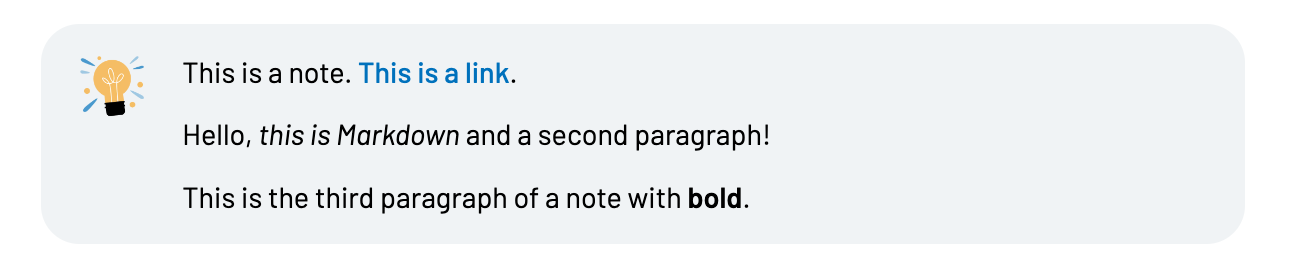 This is a note. This is a link.
Hello, this is Markdown and a second paragraph!
This is the third paragraph of a note with bold.